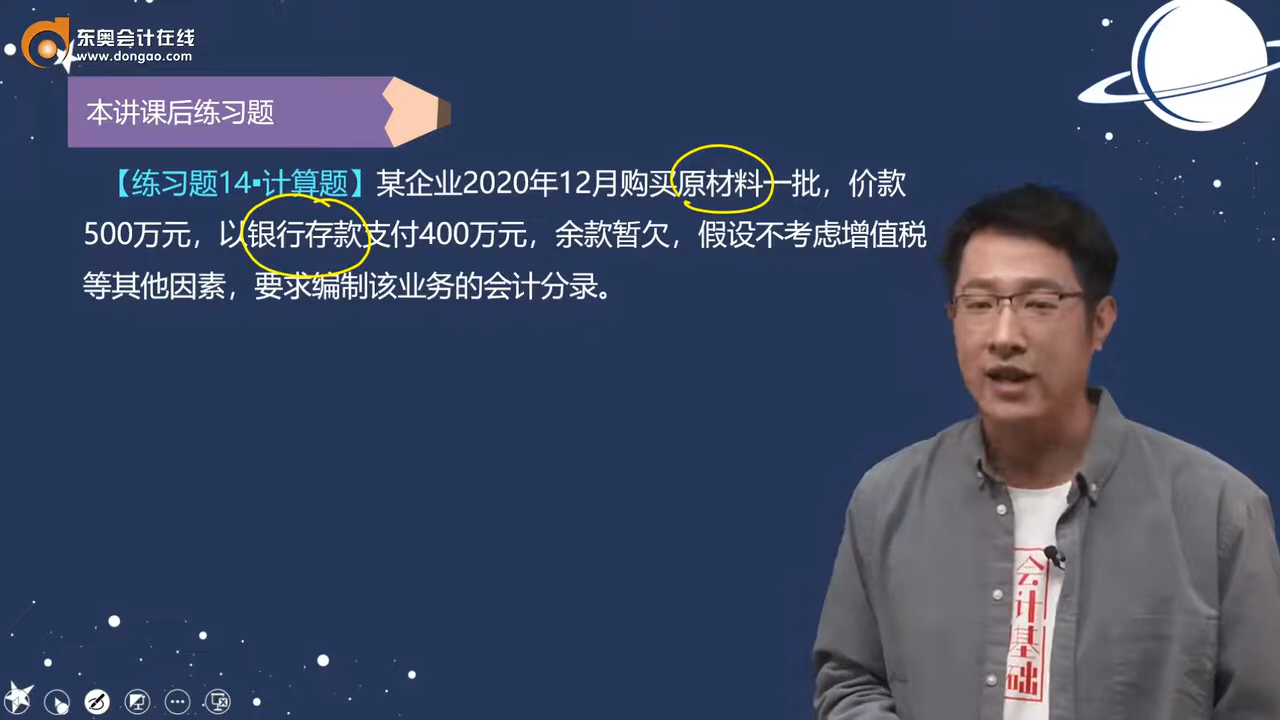 东奥会计在线
www.dongao.com
本讲课后练习题
【练习题14▪计算题】某企业2020年12月购买原材料一批，价款
500万元，以银行存款支付400万元，余款暂欠，假设不考虑增值税
等其他因素，要求编制该业务的会计分录。
会计基础